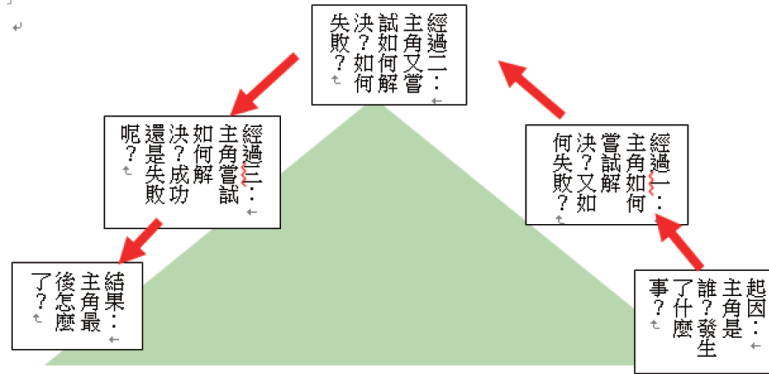 起因：
主角是
誰？發生
了什麼
事？
經過一：
主角如何
嘗試解
決？又如
何失敗？
經過二：
主角又嘗
試如何解
決？如何
失敗？
經過三：
主角嘗試
如何解
決？成功
還是失敗
呢？
結果：
主角最
後怎麼
了？